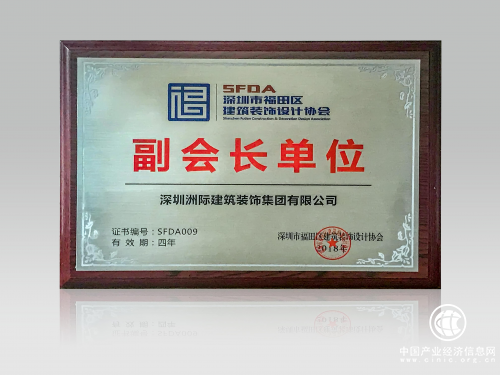 SFDA
深圳市福田区
建筑装饰设计协会
Shenzhen Futian Construction & Decoration Design Association
副会长单位
深圳洲际建筑装饰集团有限公司
证书编号：SFDA009
有 效 期：四年
深圳市福田区建筑装饰设计协会
2018年
中国产业经济信息网
www.cinic.org.cn